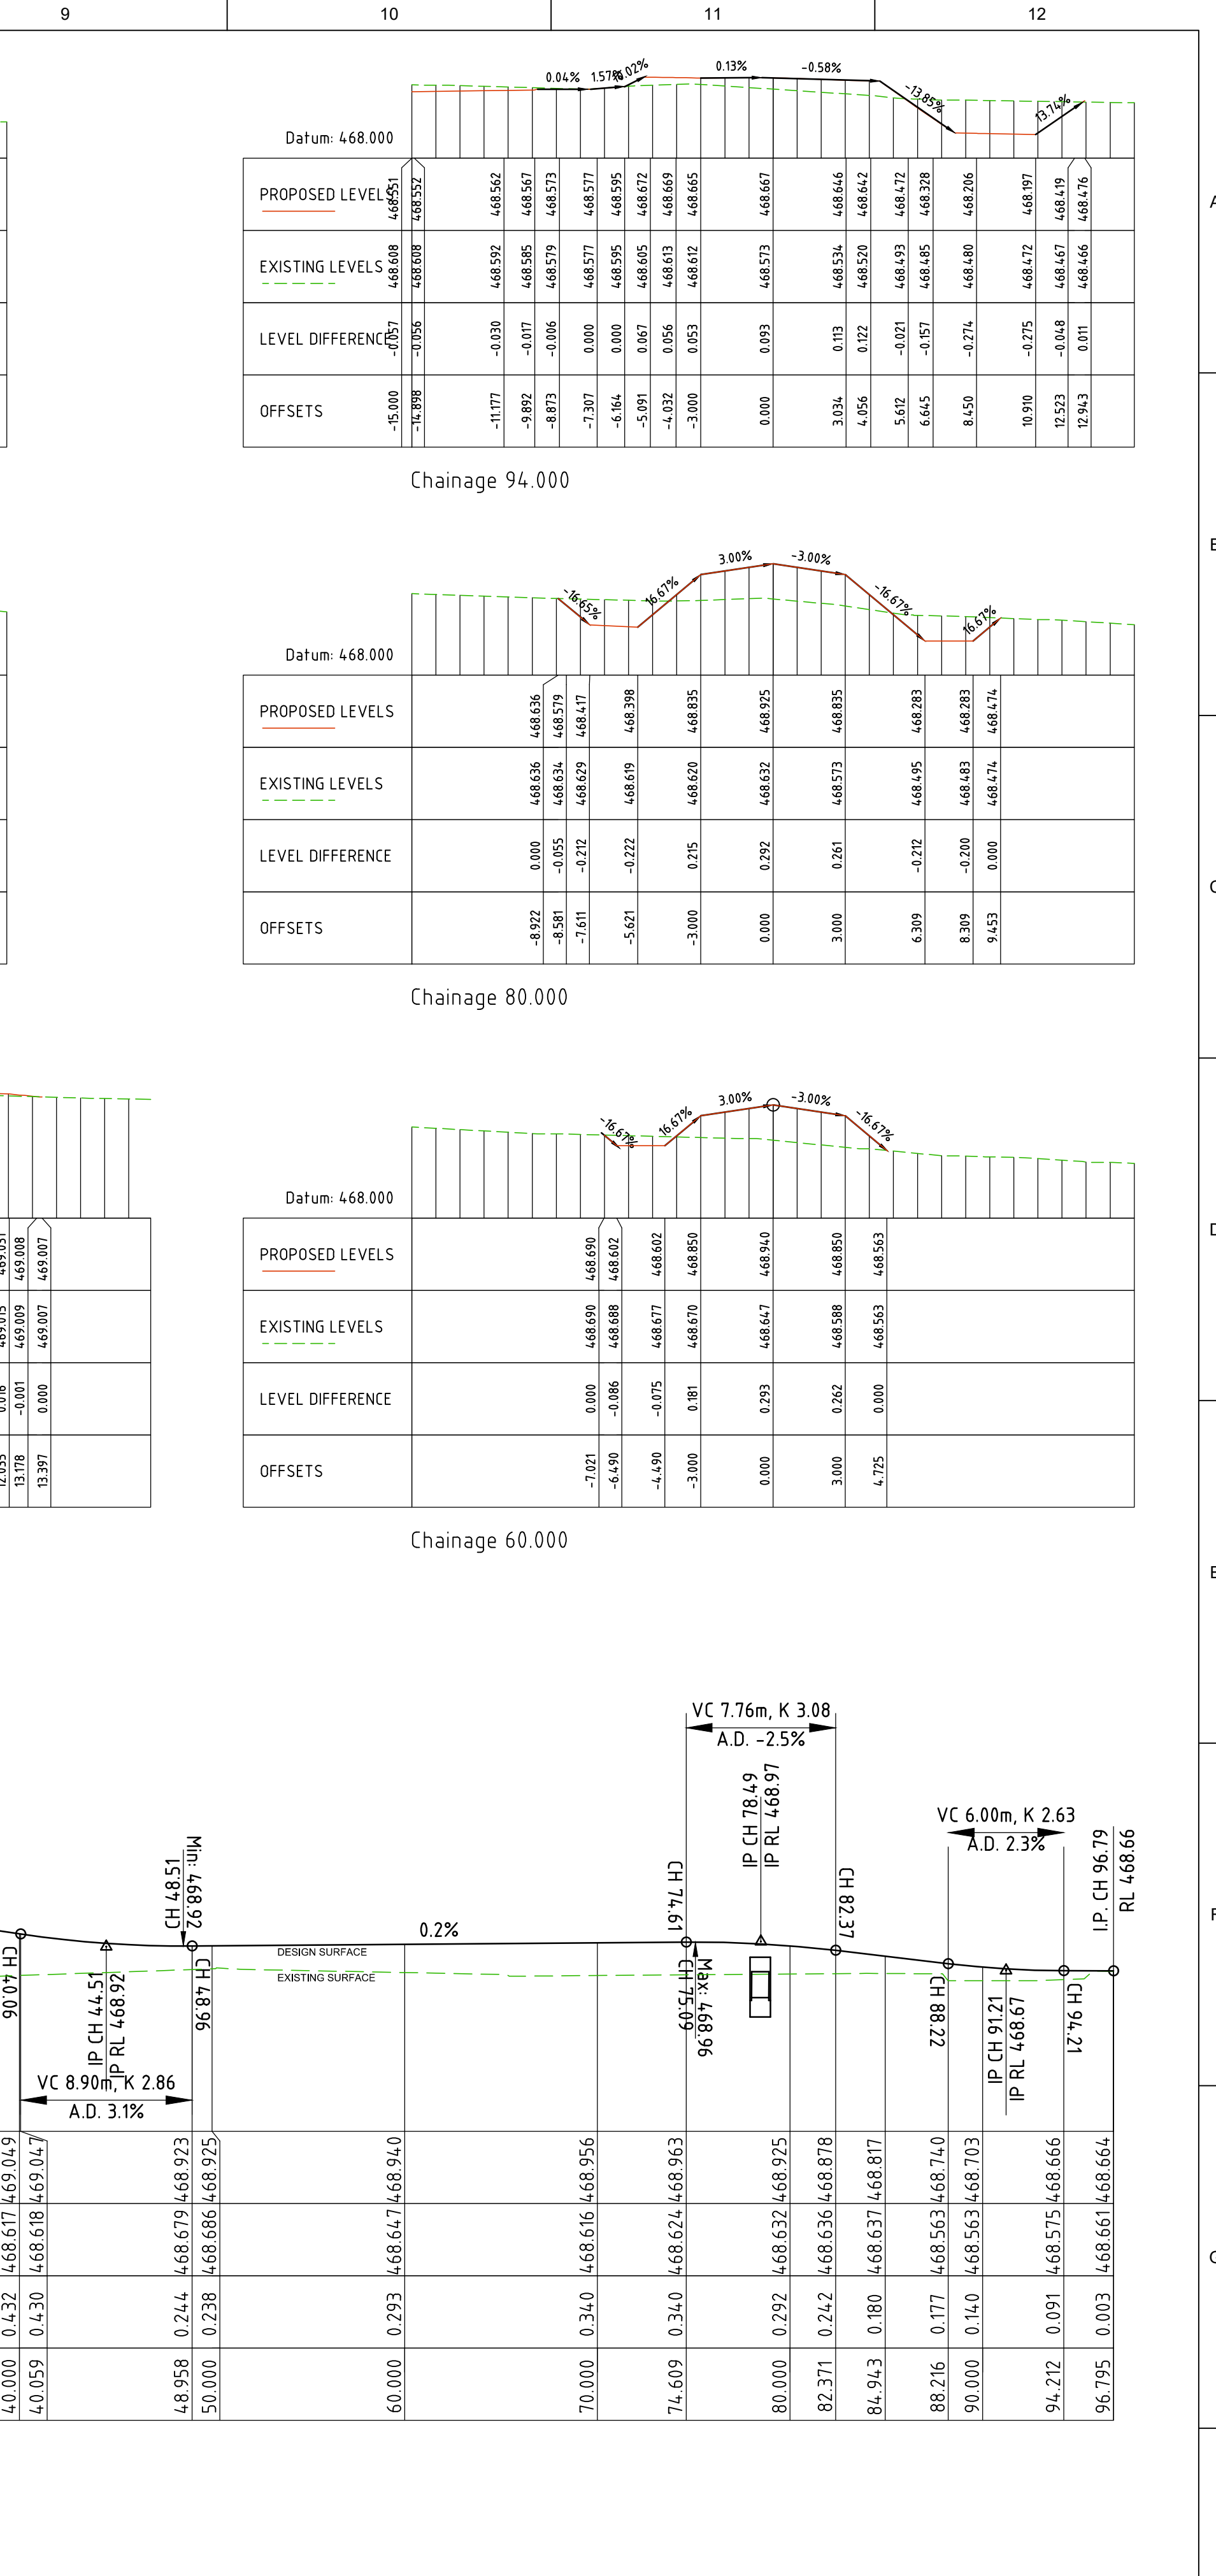 9 10 11 12
0.04% 1.57% 0.13% -0.58% -13.85% 13.74%
Datum: 468.000
PROPOSED LEVELS 468.551 468.552 468.562 468.567 468.573 468.577 468.595 468.672 468.669 468.665 468.667 468.646 468.642 468.472 468.328 468.206 468.197 468.419 468.476
A
EXISTING LEVELS 468.608 468.608 468.592 468.585 468.579 468.577 468.595 468.605 468.613 468.612 468.573 468.534 468.520 468.493 468.485 468.480 468.472 468.467 468.466
LEVEL DIFFERENCE -0.057 -0.056 -0.030 -0.017 -0.006 0.000 0.000 0.067 0.056 0.053 0.093 0.113 0.122 -0.021 -0.157 -0.274 -0.275 -0.048 0.011
OFFSETS -15.000 -14.898 -11.177 -9.892 -8.873 -7.307 -6.164 -5.091 -4.032 -3.000 0.000 3.034 4.056 5.612 6.645 8.450 10.910 12.523 12.943
Chainage 94.000
-16.65% 16.67% 3.00% -3.00% -16.67% 16.67%
Datum: 468.000
PROPOSED LEVELS 468.636 468.579 468.417 468.398 468.835 468.925 468.835 468.283 468.283 468.474
EXISTING LEVELS 468.636 468.634 468.629 468.619 468.620 468.632 468.573 468.495 468.483 468.474
LEVEL DIFFERENCE 0.000 -0.055 -0.212 -0.222 0.215 0.292 0.261 -0.212 -0.200 0.000
OFFSETS -8.922 -8.581 -7.611 -5.621 -3.000 0.000 3.000 6.309 8.309 9.453
Chainage 80.000
-16.67% 16.67% 3.00% -3.00% -16.67%
Datum: 468.000
469.008 469.007
PROPOSED LEVELS 468.690 468.602 468.602 468.850 468.940 468.850 468.563
D
469.009 469.007
EXISTING LEVELS 468.690 468.688 468.677 468.670 468.647 468.588 468.563
-0.001 0.000
LEVEL DIFFERENCE 0.000 -0.086 -0.075 0.181 0.293 0.262 0.000
13.178 13.397
OFFSETS -7.021 -6.490 -4.490 -3.000 0.000 3.000 4.725
Chainage 60.000
VC 7.76m, K 3.08
A.D. -2.5%
IP CH 78.49
IP RL 468.97
VC 6.00m, K 2.63
A.D. 2.3%
I.P. CH 96.79
RL 468.66
CH 48.51
Min: 468.92
CH 74.61
CH 82.37
0.2%
DESIGN SURFACE
EXISTING SURFACE
CH 40.06
IP CH 44.51
IP RL 468.92
CH 48.96
CH 75.09
Max: 468.96
CH 88.22
IP CH 91.21
IP RL 468.67
CH 94.21
VC 8.90m, K 2.86
A.D. 3.1%
469.049 469.047 468.923 468.925 468.940 468.956 468.963 468.925 468.878 468.817 468.740 468.703 468.666 468.664
468.617 468.618 468.679 468.686 468.647 468.616 468.624 468.632 468.636 468.637 468.563 468.563 468.575 468.661
0.432 0.430 0.244 0.238 0.293 0.340 0.340 0.292 0.242 0.180 0.177 0.140 0.091 0.003
40.000 40.059 48.958 50.000 60.000 70.000 74.609 80.000 82.371 84.943 88.216 90.000 94.212 96.795